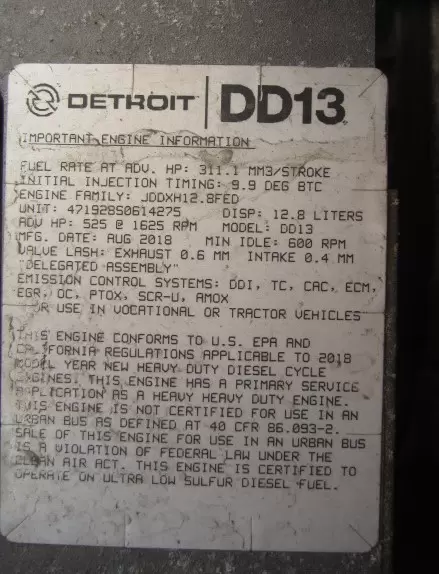 DETROIT DD13
IMPORTANT ENGINE INFORMATION
FUEL RATE AT ADV. HP: 311.1 MM3/STROKE
INITIAL INJECTION TIMING: 9.9 DEG BTC
ENGINE FAMILY: JDDXH12.8FED
UNIT: 471928S0614275 DISP: 12.8 LITERS
ADV HP: 525 @ 1625 RPM MODEL: DD13
MFG. DATE: AUG 2018 MIN IDLE: 600 RPM
VALVE LASH: EXHAUST 0.6 MM INTAKE 0.4 MM
"DELEGATED ASSEMBLY"
EMISSION CONTROL SYSTEMS: DDI, TC, CAC, ECM,
EGR, OC, PTOX, SCR-U, AMOX
FOR USE IN VOCATIONAL OR TRACTOR VEHICLES
THIS ENGINE CONFORMS TO U.S. EPA AND
CALIFORNIA REGULATIONS APPLICABLE TO 2018
MODEL YEAR NEW HEAVY DUTY DIESEL CYCLE
ENGINES. THIS ENGINE HAS A PRIMARY SERVICE
APPLICATION AS A HEAVY HEAVY DUTY ENGINE.
THIS ENGINE IS NOT CERTIFIED FOR USE IN AN
URBAN BUS AS DEFINED AT 40 CFR 86.093-2.
SALE OF THIS ENGINE FOR USE IN AN URBAN BUS
IS A VIOLATION OF FEDERAL LAW UNDER THE
CLEAN AIR ACT. THIS ENGINE IS CERTIFIED TO
OPERATE ON ULTRA LOW SULFUR DIESEL FUEL.